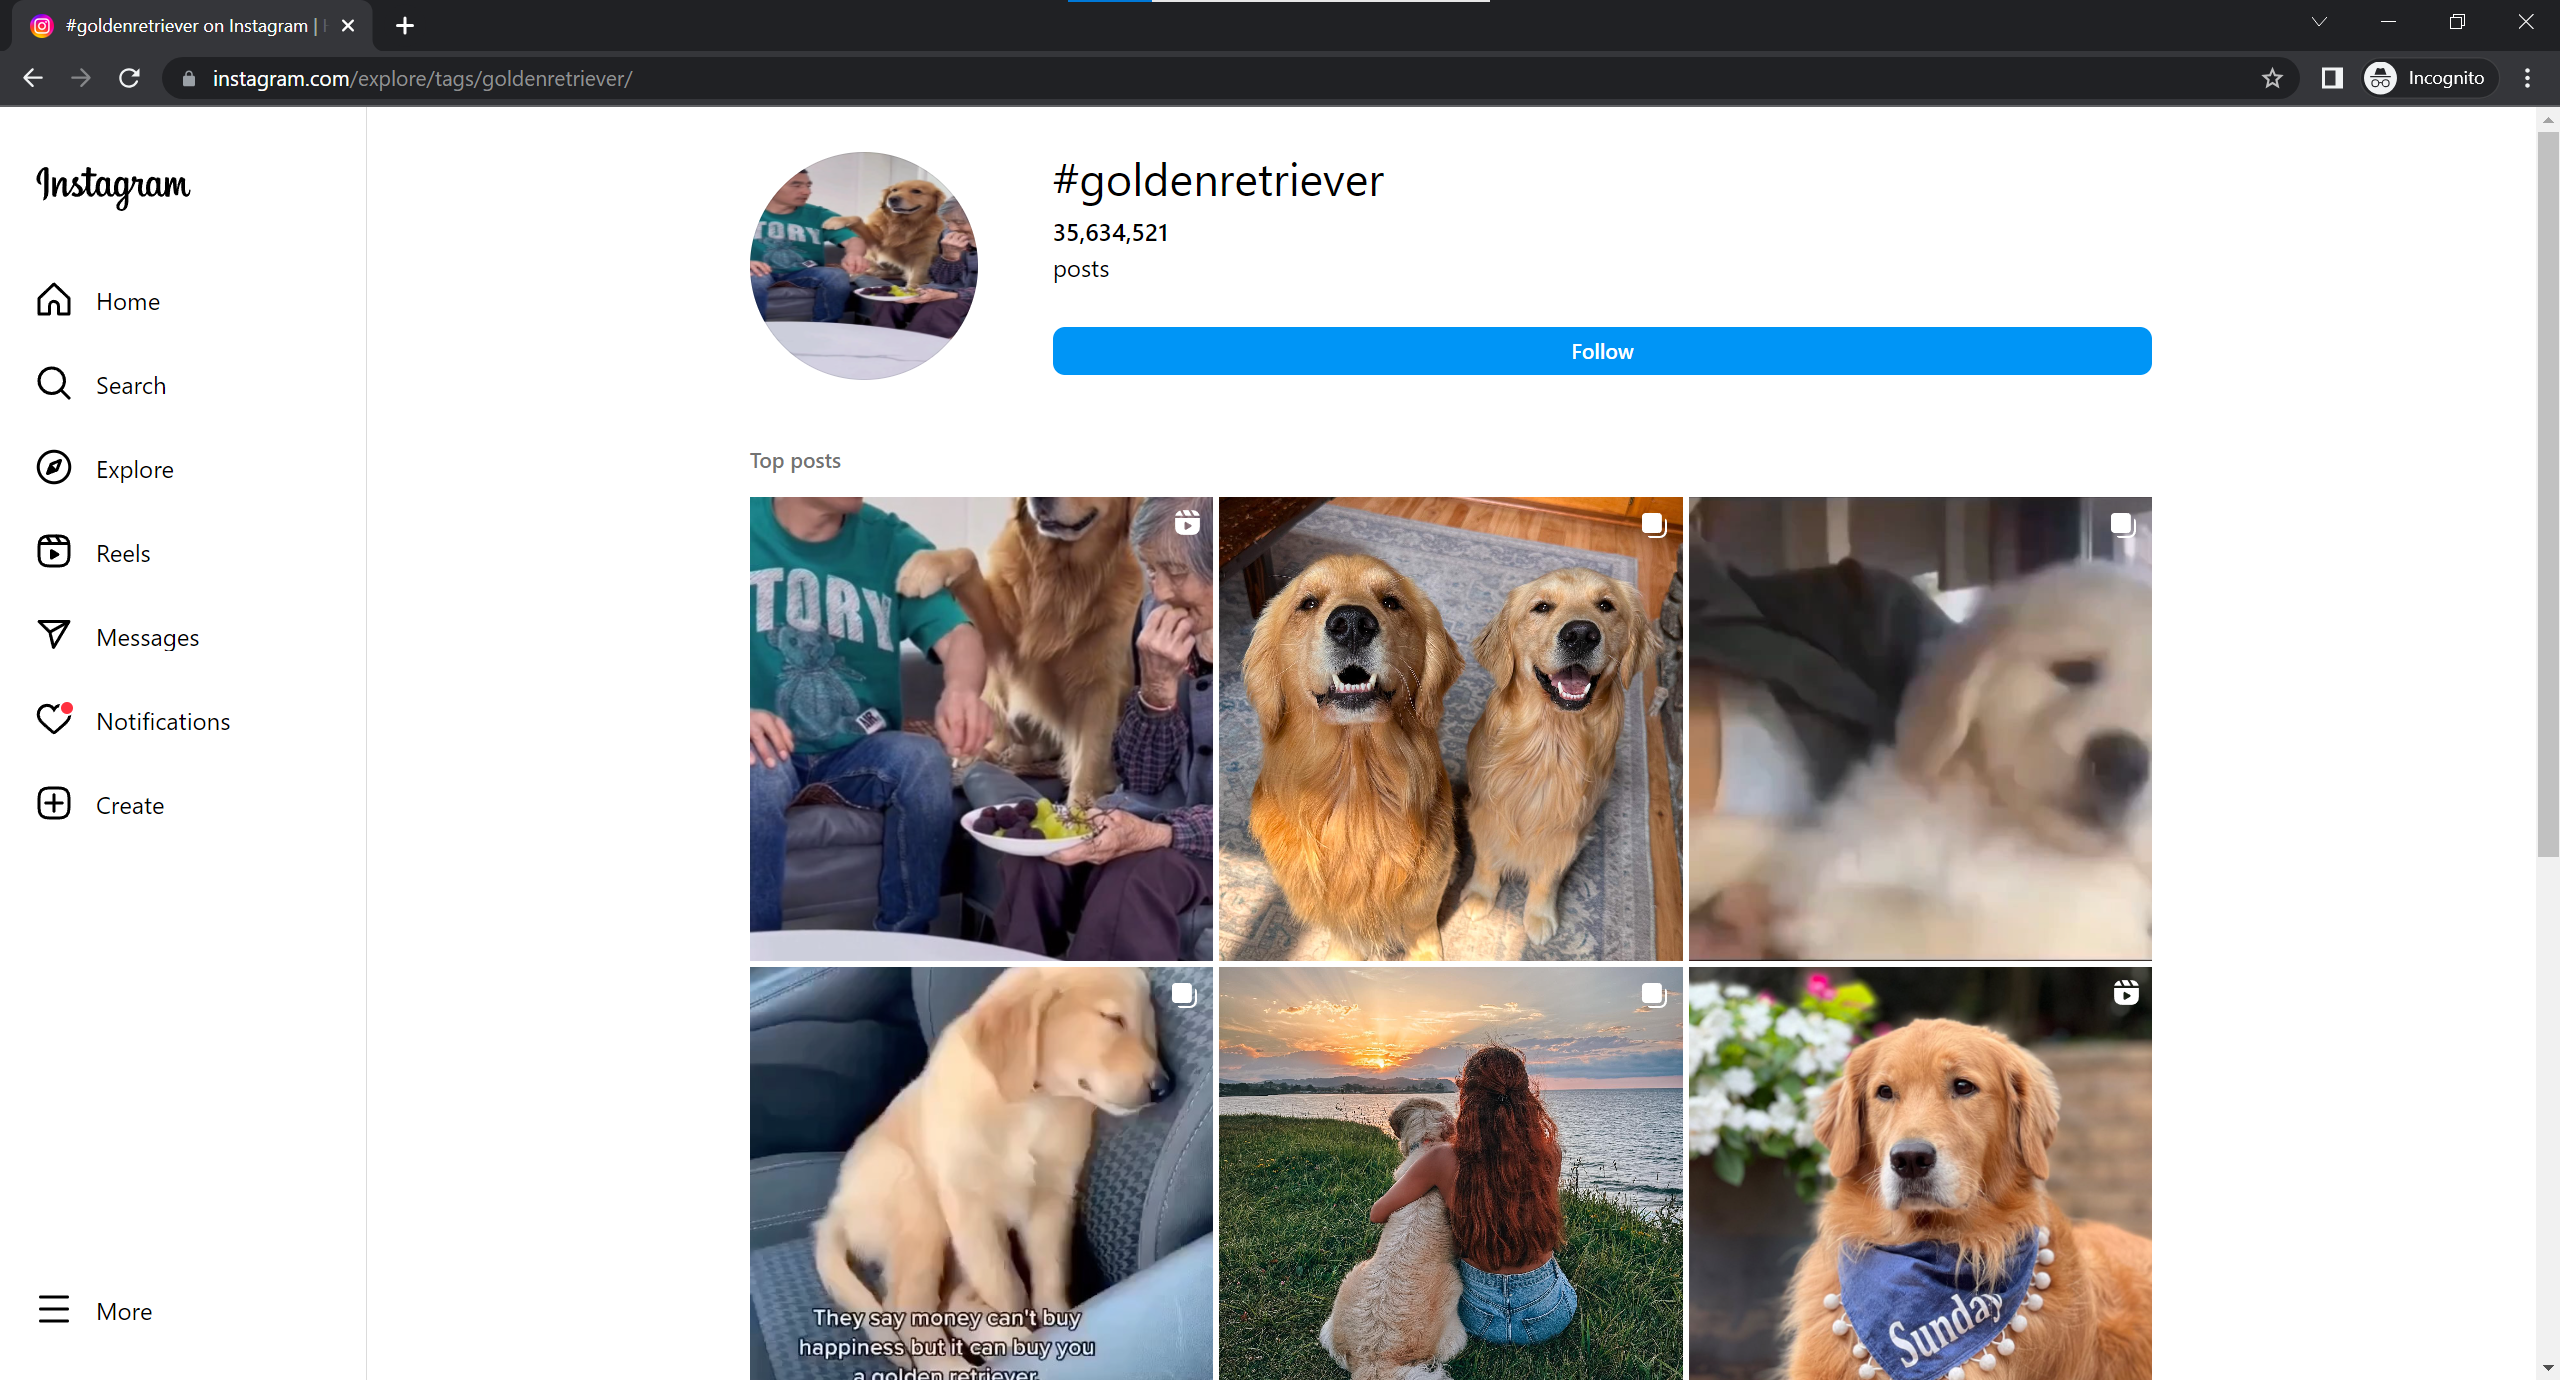 #goldenretriever on Instagram |
instagram.com/explore/tags/goldenretriever/
Incognito
Instagram
Home
Search
Explore
Reels
Messages
Notifications
Create
More
#goldenretriever
35,634,521
posts
Follow
Top posts
TORY
TORY
They say money can't buy
happiness but it can buy you
a golden retriever.
Sunday